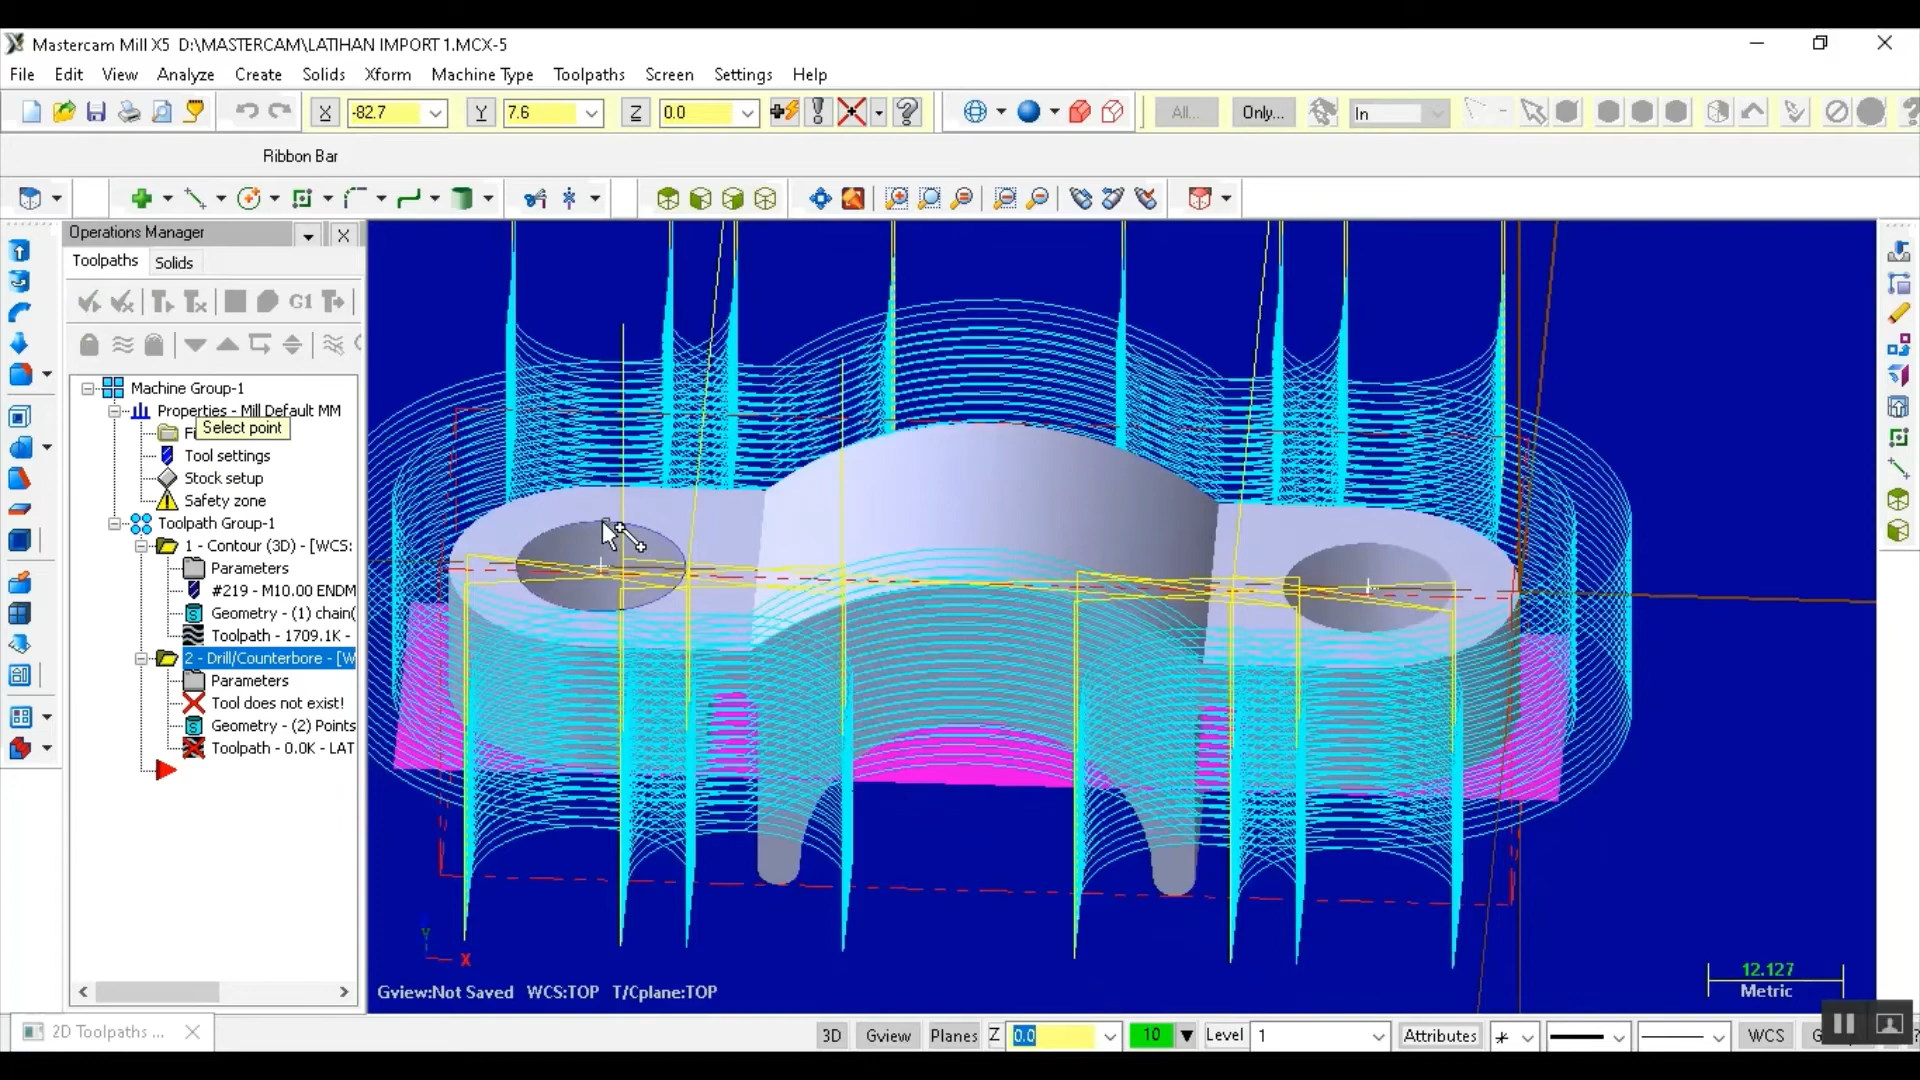 Mastercam Mill X5 D:\MASTERCAM\LATIHAN IMPORT 1.MCX-5
File Edit View Analyze Create Solids Xform Machine Type Toolpaths Screen Settings Help
X -82.7 Y 7.6 Z 0.0 All... Only... In
Ribbon Bar
Operations Manager
Toolpaths Solids
G1
Machine Group-1
Properties - Mill Default MM
Select point
Tool settings
Stock setup
Safety zone
Toolpath Group-1
1 - Contour (3D) - [WCS:
Parameters
#219 - M10.00 ENDM
Geometry - (1) chain(
Toolpath - 1709.1K -
2 - Drill/Counterbore - [W
Parameters
Tool does not exist!
Geometry - (2) Points
Toolpath - 0.0K - LAT
Y
X
Gview:Not Saved WCS:TOP T/Cplane:TOP
12.127
Metric
2D Toolpaths ...
3D Gview Planes Z 0.0 10 Level 1 Attributes WCS